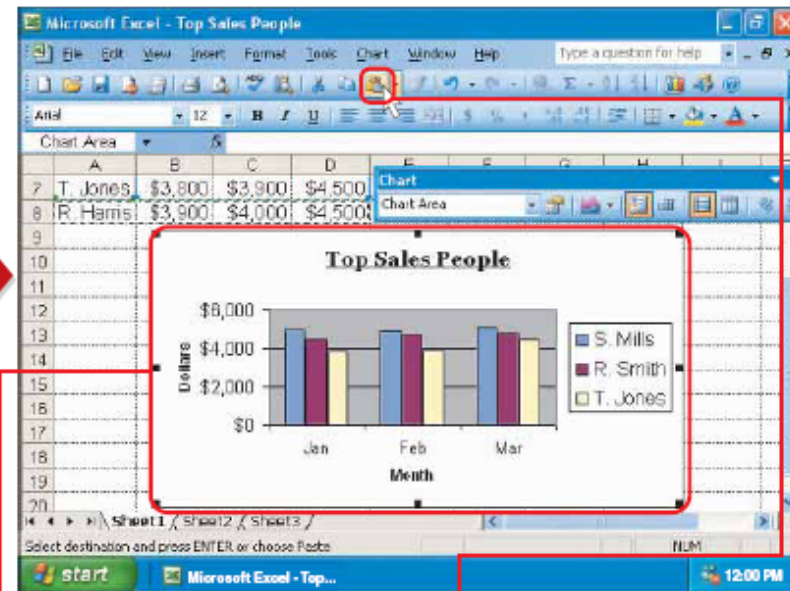 Microsoft Excel - Top Sales People
File Edit View Insert Format Tools Chart Window Help Type a question for help
Arial 12 B I U $ %
Chart Area fx
A B C D E F G H I
7 T. Jones $3,800 $3,900 $4,500
8 R. Harris $3,900 $4,000 $4,500
Chart
Chart Area
9
10
11
12
13
14
15
16
17
18
19
20
Top Sales People
$6,000
$4,000
$2,000
$0
Dollars
Jan Feb Mar
Month
S. Mills
R. Smith
T. Jones
Sheet1 / Sheet2 / Sheet3 /
Select destination and press ENTER or choose Paste NUM
start Microsoft Excel - Top... 12:00 PM